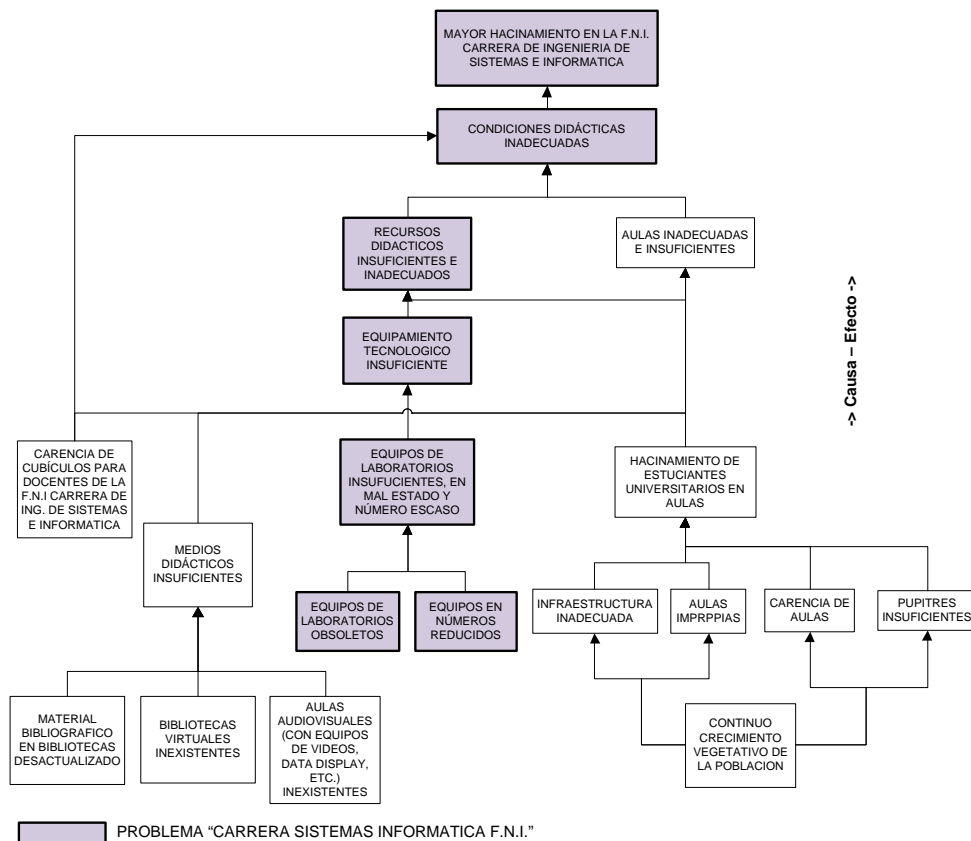 MAYOR HACINAMIENTO EN LA F.N.I.
CARRERA DE INGENIERIA DE
SISTEMAS E INFORMATICA
CONDICIONES DIDÁCTICAS
INADECUADAS
RECURSOS
DIDACTICOS
INSUFICIENTES E
INADECUADOS
AULAS INADECUADAS
E INSUFICIENTES
EQUIPAMIENTO
TECNOLOGICO
INSUFICIENTE
-> Causa – Efecto ->
CARENCIA DE
CUBÍCULOS PARA
DOCENTES DE LA
F.N.I CARRERA DE
ING. DE SISTEMAS
E INFORMATICA
EQUIPOS DE
LABORATORIOS
INSUFUCIENTES, EN
MAL ESTADO Y
NÚMERO ESCASO
HACINAMIENTO DE
ESTUDIANTES
UNIVERSITARIOS EN
AULAS
MEDIOS
DIDÁCTICOS
INSUFICIENTES
EQUIPOS DE
LABORATORIOS
OBSOLETOS
EQUIPOS EN
NÚMEROS
REDUCIDOS
INFRAESTRUCTURA
INADECUADA
AULAS
IMPRPPIAS
CARENCIA DE
AULAS
PUPITRES
INSUFICIENTES
MATERIAL
BIBLIOGRAFICO
EN BIBLIOTECAS
DESACTUALIZADO
BIBLIOTECAS
VIRTUALES
INEXISTENTES
AULAS
AUDIOVISUALES
(CON EQUIPOS
DE VIDEOS,
DATA DISPLAY,
ETC.)
INEXISTENTES
CONTINUO
CRECIMIENTO
VEGETATIVO DE
LA POBLACION
PROBLEMA “CARRERA SISTEMAS INFORMATICA F.N.I.”